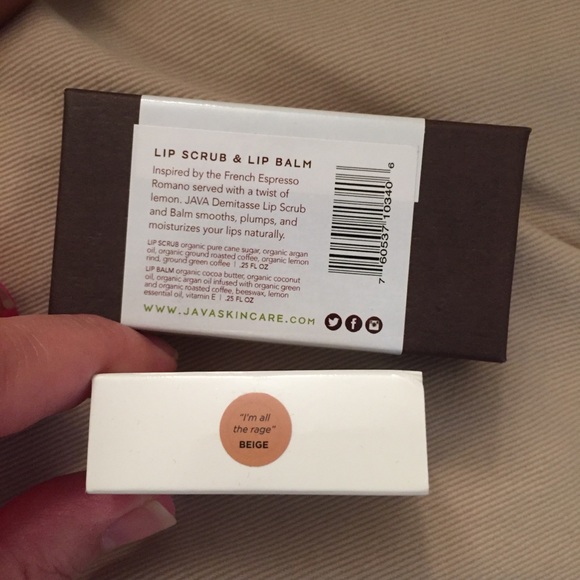 LIP SCRUB & LIP BALM
Inspired by the French Espresso
Romano served with a twist of
lemon. JAVA Demitasse Lip Scrub
and Balm smooths, plumps, and
moisturizes your lips naturally.
LIP SCRUB organic pure cane sugar, organic argan
oil, organic ground roasted coffee, organic lemon
rind, ground green coffee | .25 FL OZ
LIP BALM organic cocoa butter, organic coconut
oil, organic argan oil infused with organic green
and organic roasted coffee, beeswax, lemon
essential oil, vitamin E | .25 FL OZ
WWW.JAVASKINCARE.COM
7 60537 10340 6
"I'm all
the rage"
BEIGE